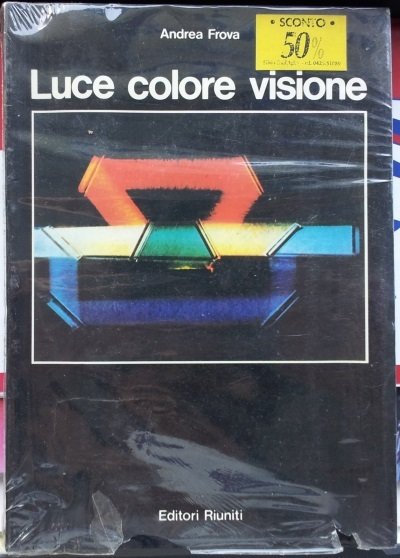 Andrea Frova
• SCONTO •
50%
Luce colore visione
Editori Riuniti